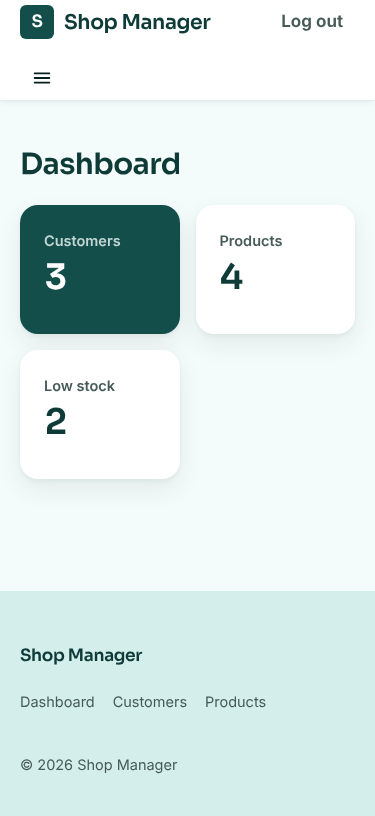 S Shop Manager Log out
Dashboard
Customers
3
Products
4
Low stock
2
Shop Manager
Dashboard Customers Products
© 2026 Shop Manager